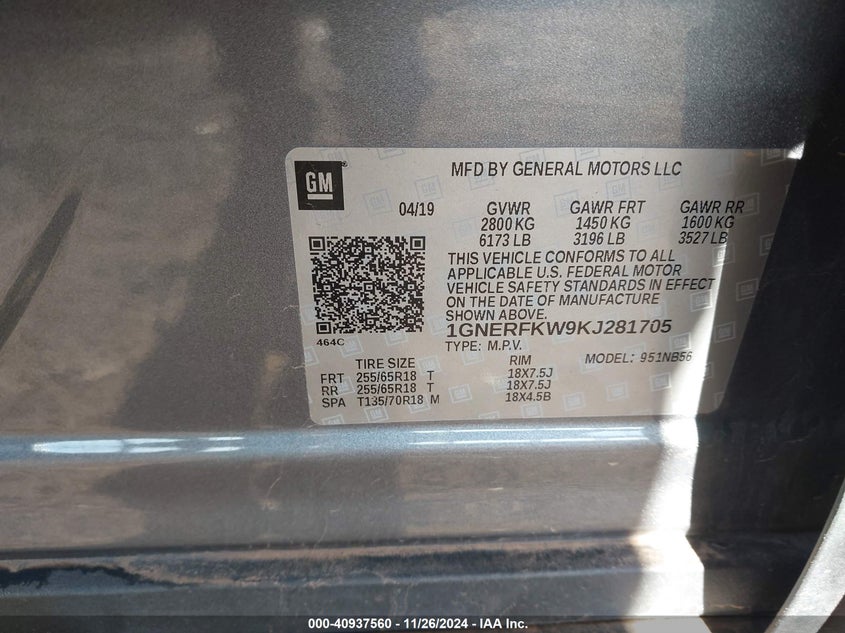 GM®
MFD BY GENERAL MOTORS LLC
04/19 GVWR GAWR FRT GAWR RR
2800 KG 1450 KG 1600 KG
6173 LB 3196 LB 3527 LB
THIS VEHICLE CONFORMS TO ALL
APPLICABLE U.S. FEDERAL MOTOR
VEHICLE SAFETY STANDARDS IN EFFECT
ON THE DATE OF MANUFACTURE
SHOWN ABOVE.
1GNERFKW9KJ281705
464C
TYPE: M.P.V. MODEL: 951NB56
TIRE SIZE RIM
FRT 255/65R18 T 18X7.5J
RR 255/65R18 T 18X7.5J
SPA T135/70R18 M 18X4.5B
000-40937560 - 11/26/2024 - IAA Inc.